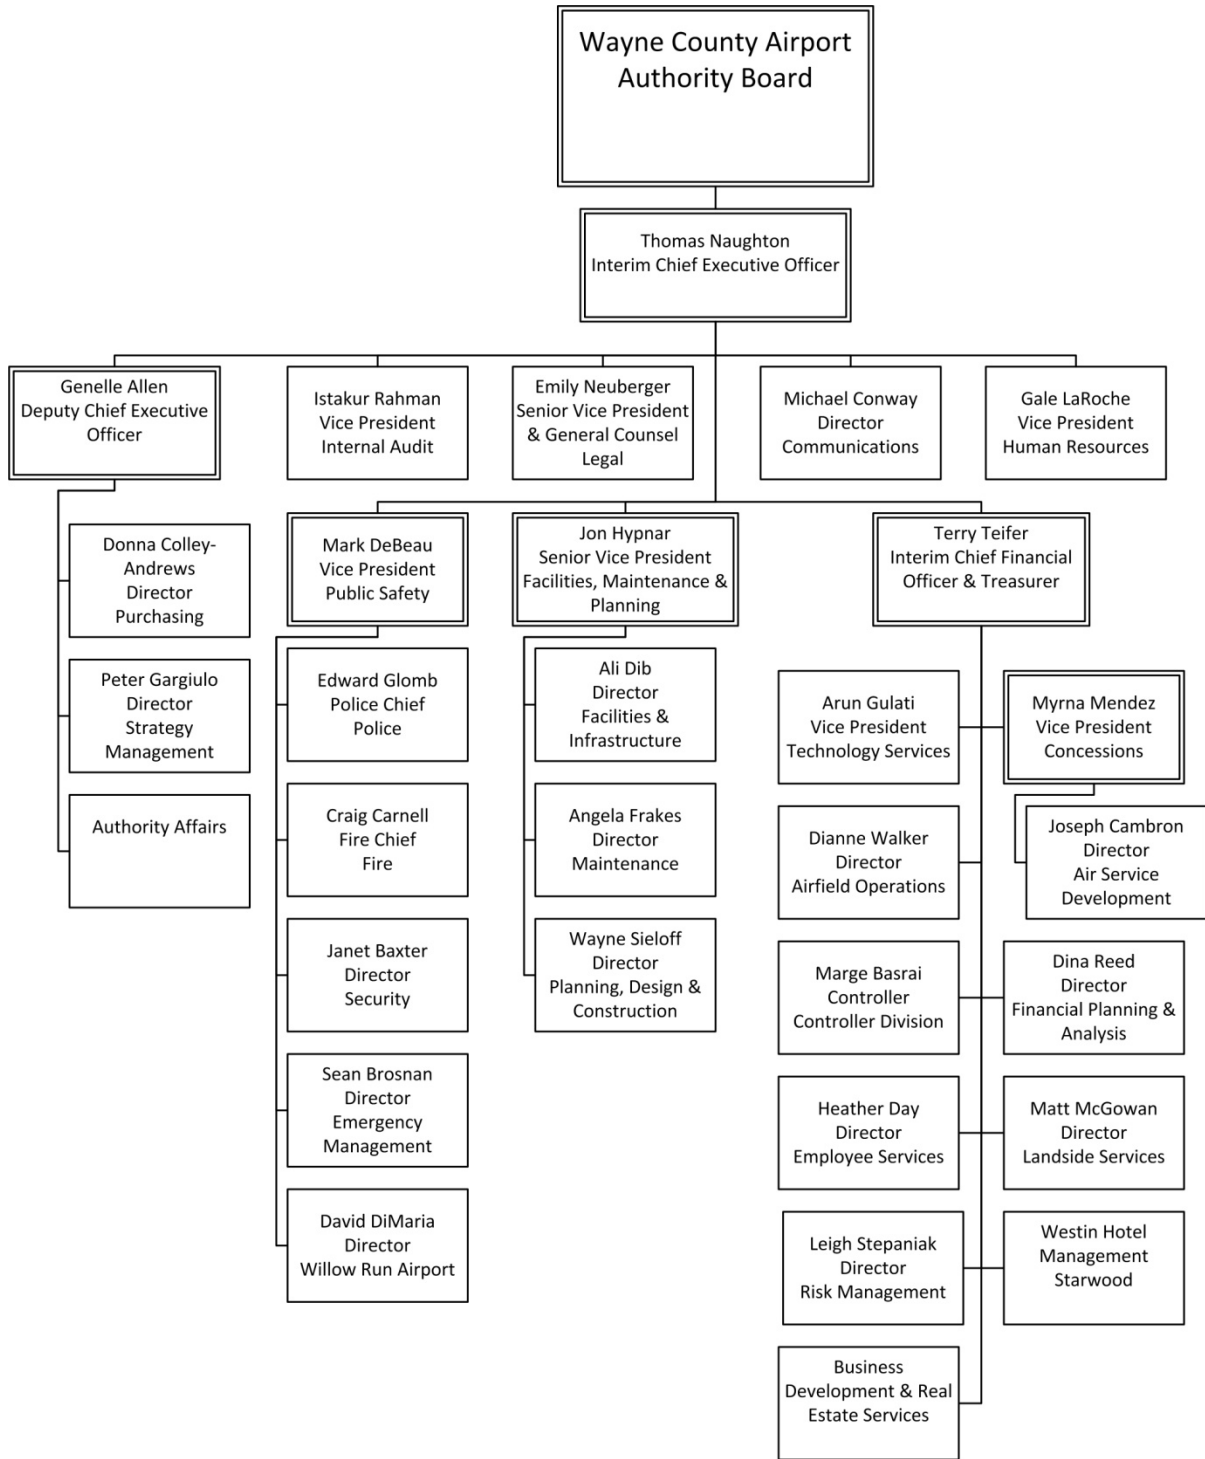 Wayne County Airport
Authority Board
Thomas Naughton
Interim Chief Executive Officer
Genelle Allen
Deputy Chief Executive
Officer
Istakur Rahman
Vice President
Internal Audit
Emily Neuberger
Senior Vice President
& General Counsel
Legal
Michael Conway
Director
Communications
Gale LaRoche
Vice President
Human Resources
Donna Colley-
Andrews
Director
Purchasing
Peter Gargiulo
Director
Strategy
Management
Authority Affairs
Mark DeBeau
Vice President
Public Safety
Edward Glomb
Police Chief
Police
Craig Carnell
Fire Chief
Fire
Janet Baxter
Director
Security
Sean Brosnan
Director
Emergency
Management
David DiMaria
Director
Willow Run Airport
Jon Hypnar
Senior Vice President
Facilities, Maintenance &
Planning
Ali Dib
Director
Facilities &
Infrastructure
Angela Frakes
Director
Maintenance
Wayne Sieloff
Director
Planning, Design &
Construction
Terry Teifer
Interim Chief Financial
Officer & Treasurer
Arun Gulati
Vice President
Technology Services
Myrna Mendez
Vice President
Concessions
Joseph Cambron
Director
Air Service
Development
Dianne Walker
Director
Airfield Operations
Marge Basrai
Controller
Controller Division
Dina Reed
Director
Financial Planning &
Analysis
Heather Day
Director
Employee Services
Matt McGowan
Director
Landside Services
Leigh Stepaniak
Director
Risk Management
Westin Hotel
Management
Starwood
Business
Development & Real
Estate Services